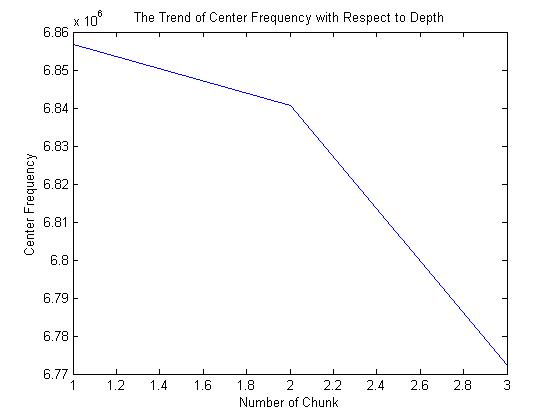 The Trend of Center Frequency with Respect to Depth
x 10^6
6.86
6.85
6.84
6.83
6.82
6.81
6.8
6.79
6.78
6.77
Center Frequency
1 1.2 1.4 1.6 1.8 2 2.2 2.4 2.6 2.8 3
Number of Chunk